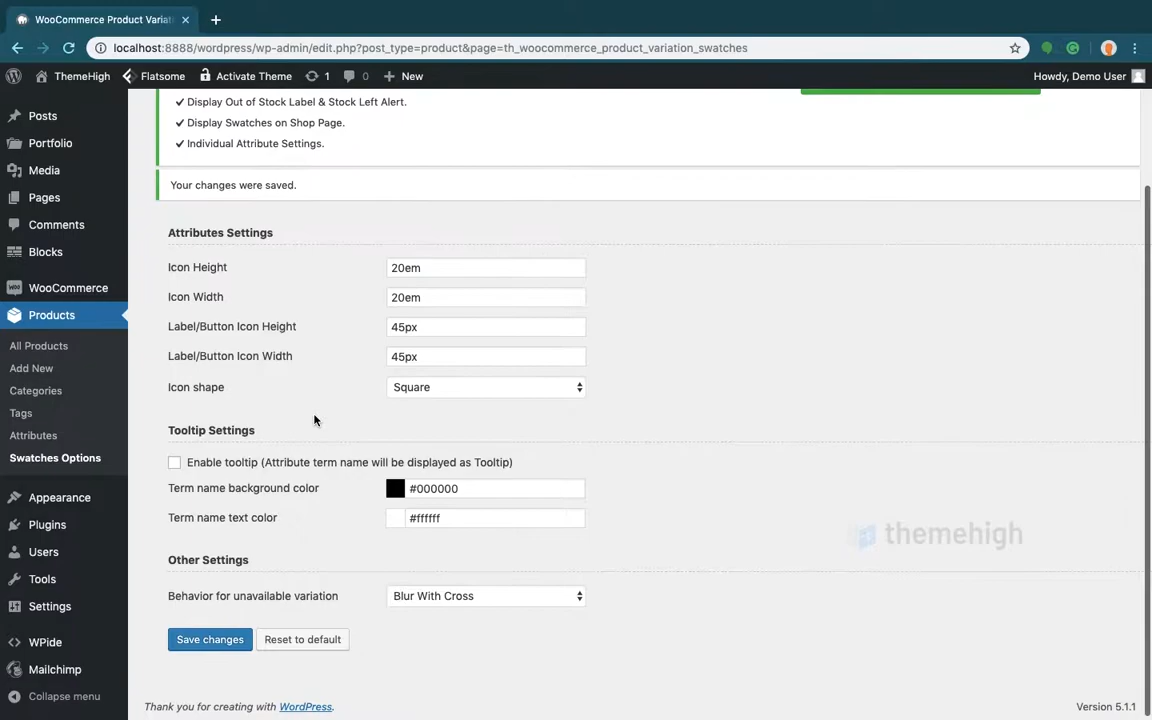 WooCommerce Product Variati
localhost:8888/wordpress/wp-admin/edit.php?post_type=product&page=th_woocommerce_product_variation_swatches
ThemeHigh Flatsome Activate Theme 1 0 New Howdy, Demo User
Posts
Portfolio
Media
Pages
Comments
Blocks
WooCommerce
Products
All Products
Add New
Categories
Tags
Attributes
Swatches Options
Appearance
Plugins
Users
Tools
Settings
WPide
Mailchimp
Collapse menu
✓ Display Out of Stock Label & Stock Left Alert.
✓ Display Swatches on Shop Page.
✓ Individual Attribute Settings.
Your changes were saved.
Attributes Settings
Icon Height 20em
Icon Width 20em
Label/Button Icon Height 45px
Label/Button Icon Width 45px
Icon shape Square
Tooltip Settings
Enable tooltip (Attribute term name will be displayed as Tooltip)
Term name background color #000000
Term name text color #ffffff
themehigh
Other Settings
Behavior for unavailable variation Blur With Cross
Save changes Reset to default
Thank you for creating with WordPress. Version 5.1.1